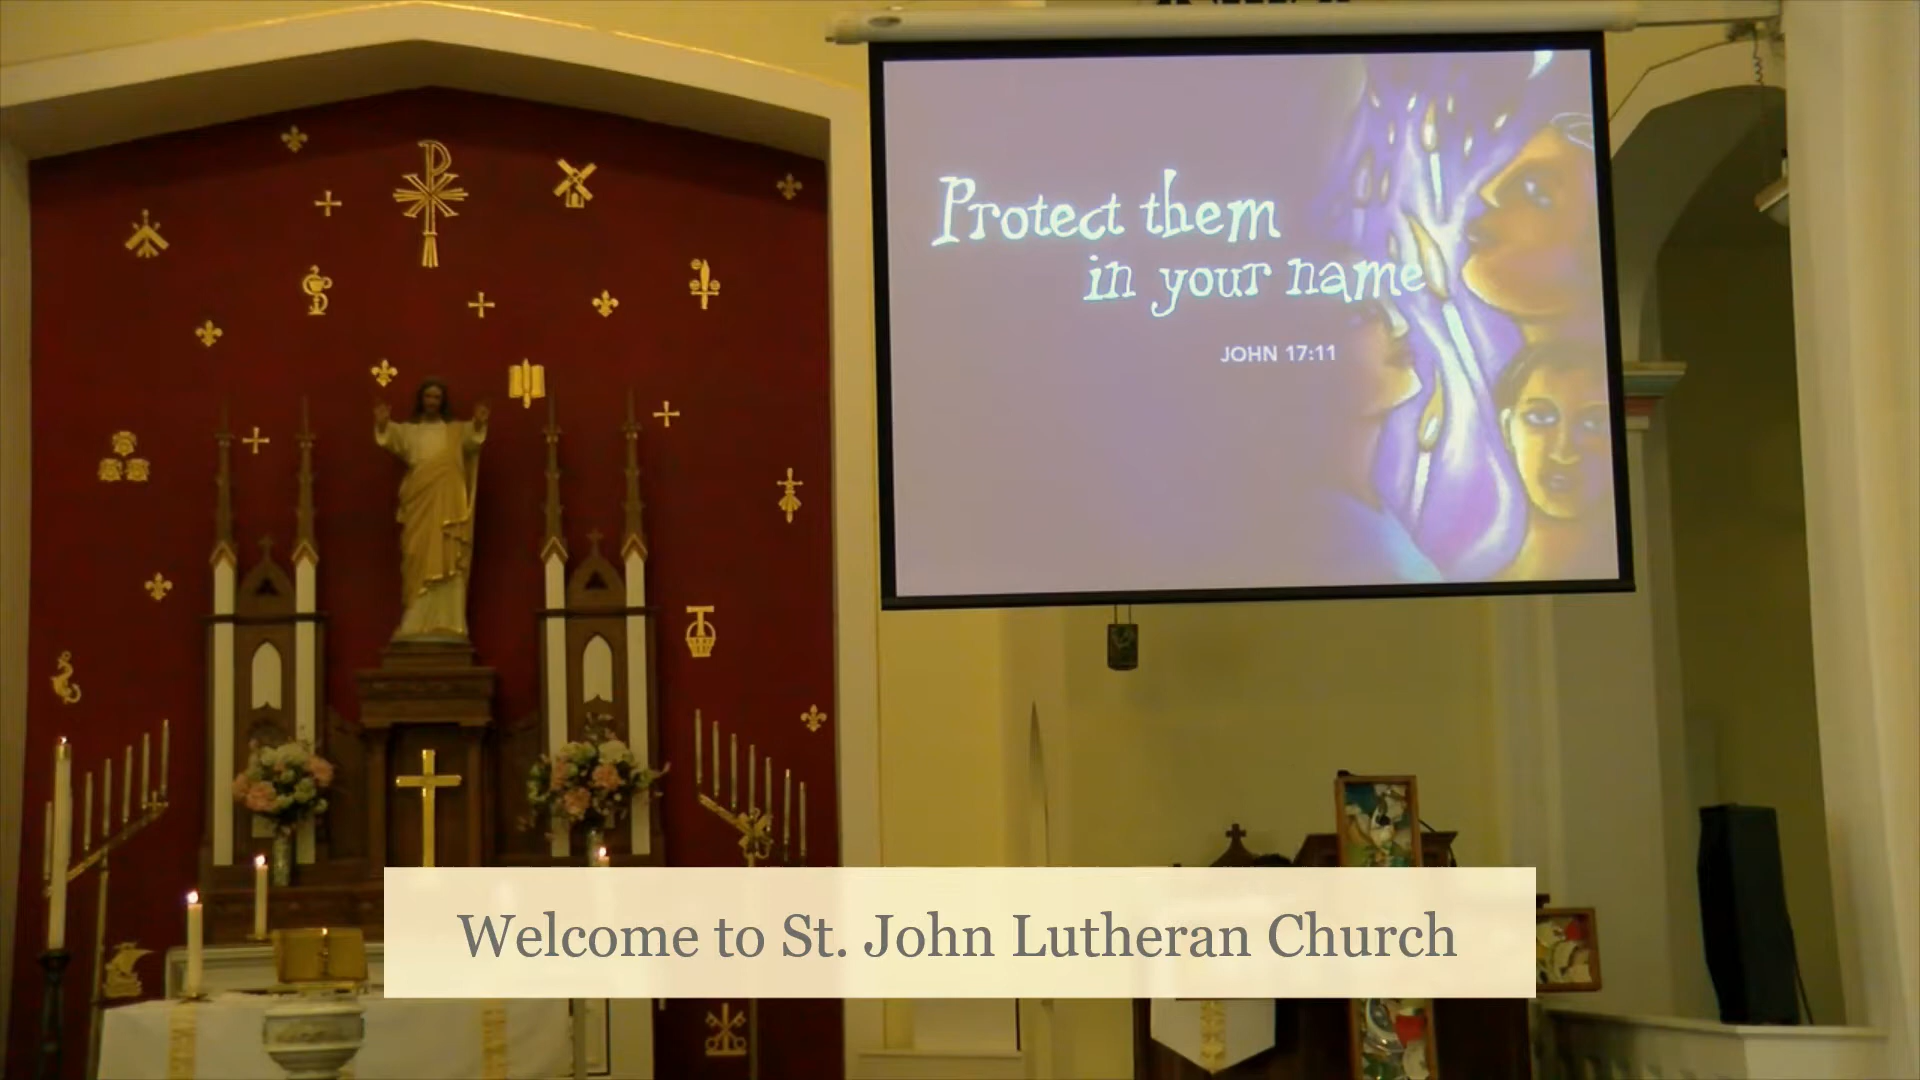 Protect them
in your name
JOHN 17:11
Welcome to St. John Lutheran Church